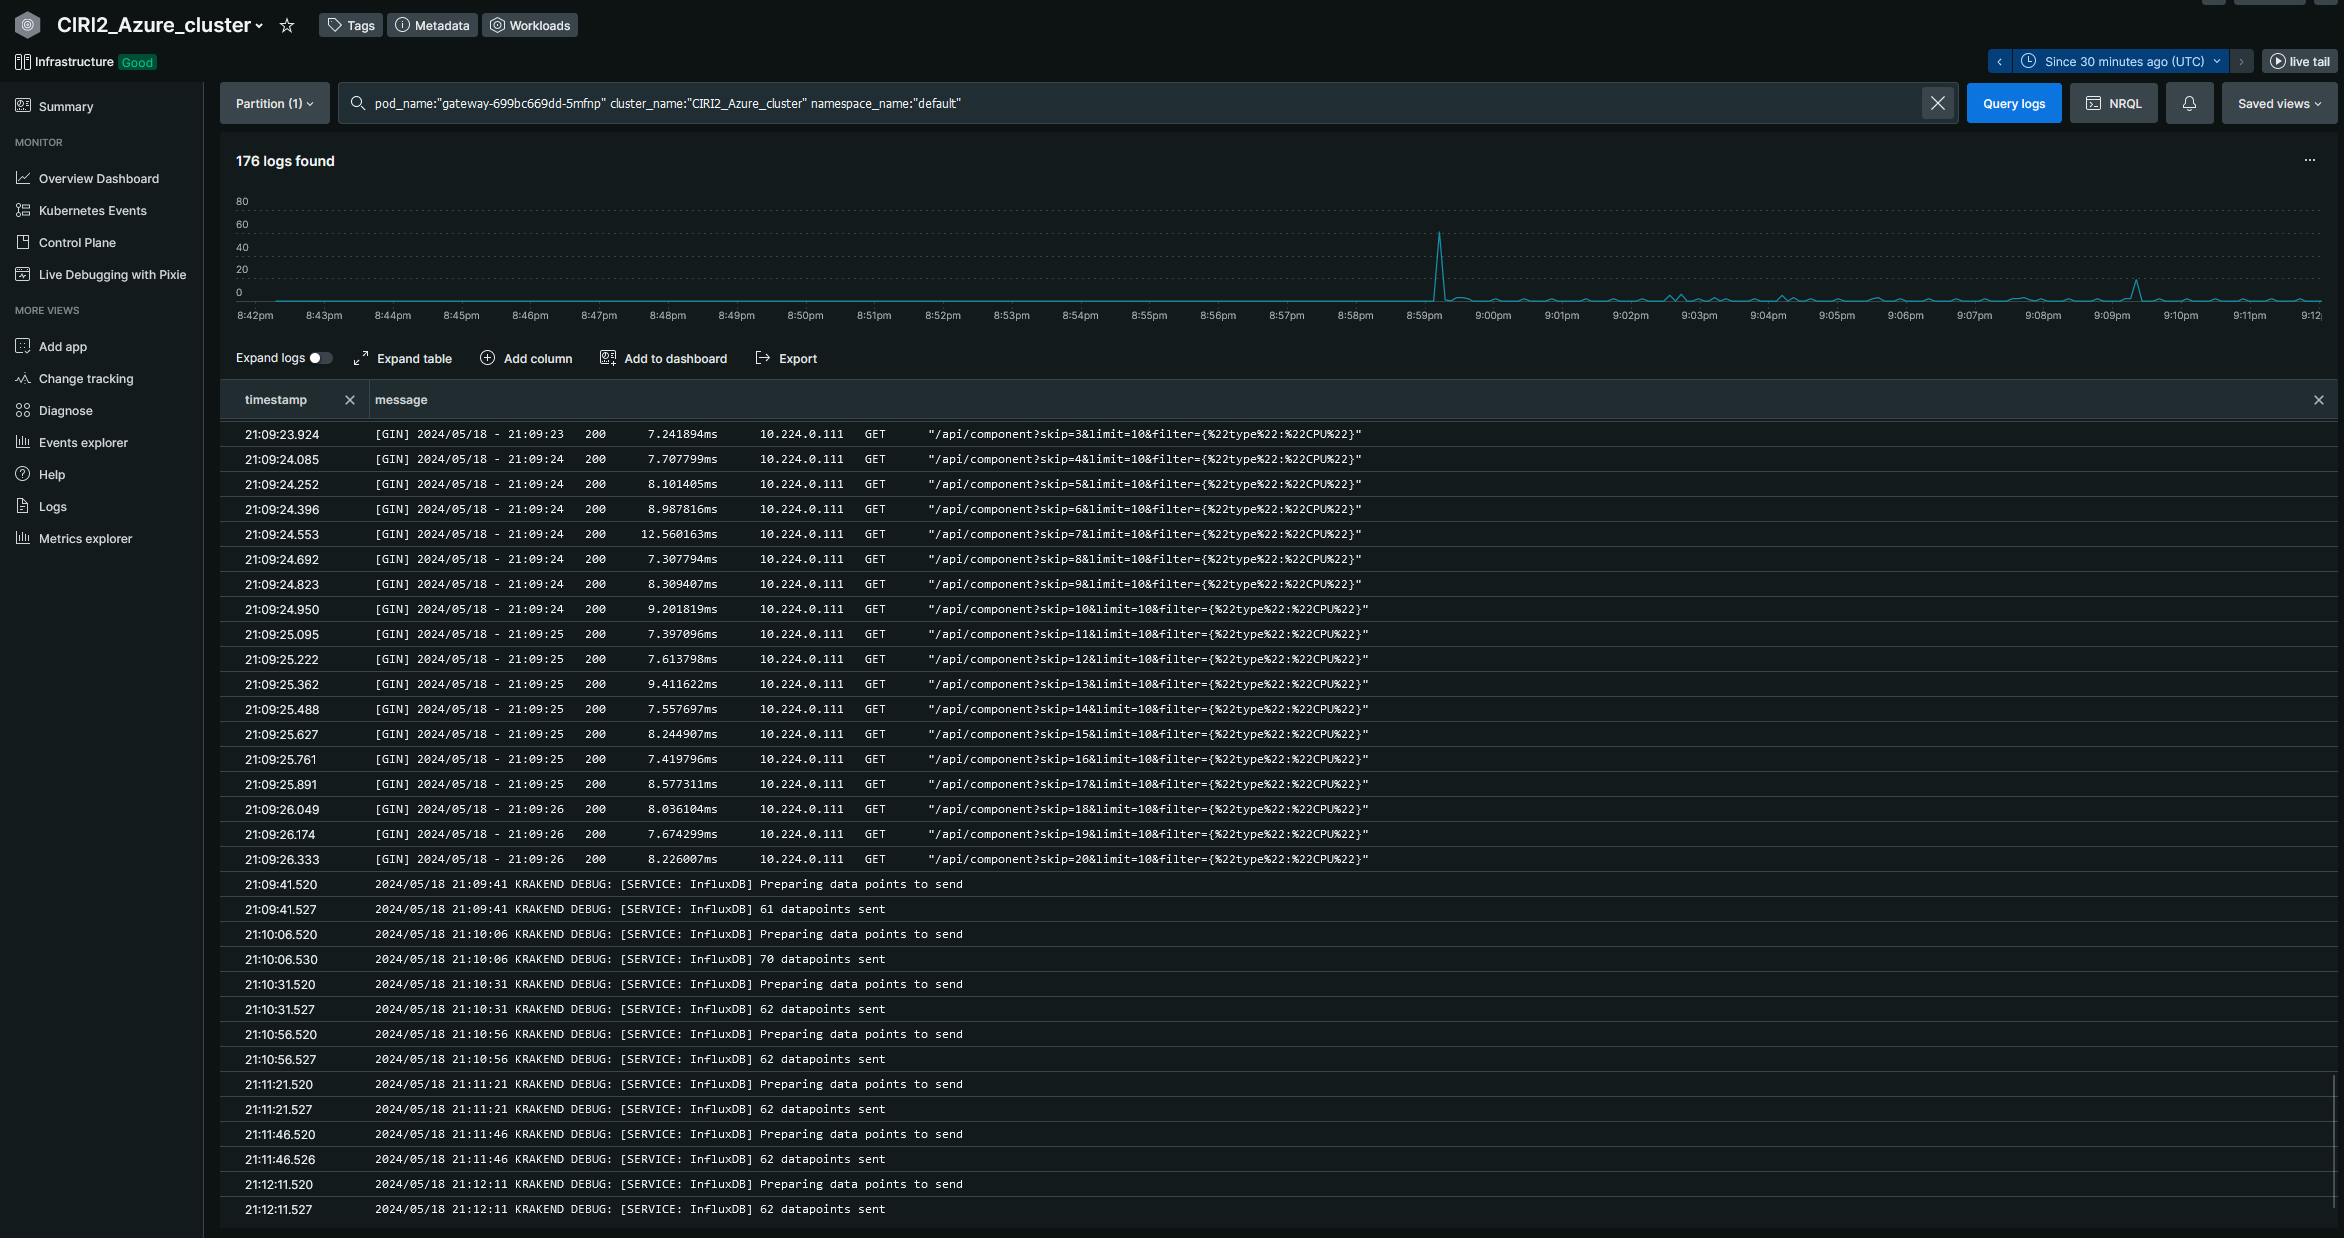 CIRI2_Azure_cluster
Tags
Metadata
Workloads
Infrastructure Good
Since 30 minutes ago (UTC)
live tail
Summary
MONITOR
Overview Dashboard
Kubernetes Events
Control Plane
Live Debugging with Pixie
MORE VIEWS
Add app
Change tracking
Diagnose
Events explorer
Help
Logs
Metrics explorer
Partition (1)
pod_name:"gateway-699bc669dd-5mfnp" cluster_name:"CIRI2_Azure_cluster" namespace_name:"default"
Query logs
NRQL
Saved views
176 logs found
80
60
40
20
0
8:42pm 8:43pm 8:44pm 8:45pm 8:46pm 8:47pm 8:48pm 8:49pm 8:50pm 8:51pm 8:52pm 8:53pm 8:54pm 8:55pm 8:56pm 8:57pm 8:58pm 8:59pm 9:00pm 9:01pm 9:02pm 9:03pm 9:04pm 9:05pm 9:06pm 9:07pm 9:08pm 9:09pm 9:10pm 9:11pm 9:12
Expand logs Expand table Add column Add to dashboard Export
timestamp message
21:09:23.924 [GIN] 2024/05/18 - 21:09:23 200 7.241894ms 10.224.0.111 GET "/api/component?skip=3&limit=10&filter={%22type%22:%22CPU%22}"
21:09:24.085 [GIN] 2024/05/18 - 21:09:24 200 7.707799ms 10.224.0.111 GET "/api/component?skip=4&limit=10&filter={%22type%22:%22CPU%22}"
21:09:24.252 [GIN] 2024/05/18 - 21:09:24 200 8.101405ms 10.224.0.111 GET "/api/component?skip=5&limit=10&filter={%22type%22:%22CPU%22}"
21:09:24.396 [GIN] 2024/05/18 - 21:09:24 200 8.987816ms 10.224.0.111 GET "/api/component?skip=6&limit=10&filter={%22type%22:%22CPU%22}"
21:09:24.553 [GIN] 2024/05/18 - 21:09:24 200 12.560163ms 10.224.0.111 GET "/api/component?skip=7&limit=10&filter={%22type%22:%22CPU%22}"
21:09:24.692 [GIN] 2024/05/18 - 21:09:24 200 7.307794ms 10.224.0.111 GET "/api/component?skip=8&limit=10&filter={%22type%22:%22CPU%22}"
21:09:24.823 [GIN] 2024/05/18 - 21:09:24 200 8.309407ms 10.224.0.111 GET "/api/component?skip=9&limit=10&filter={%22type%22:%22CPU%22}"
21:09:24.950 [GIN] 2024/05/18 - 21:09:24 200 9.201819ms 10.224.0.111 GET "/api/component?skip=10&limit=10&filter={%22type%22:%22CPU%22}"
21:09:25.095 [GIN] 2024/05/18 - 21:09:25 200 7.397096ms 10.224.0.111 GET "/api/component?skip=11&limit=10&filter={%22type%22:%22CPU%22}"
21:09:25.222 [GIN] 2024/05/18 - 21:09:25 200 7.613798ms 10.224.0.111 GET "/api/component?skip=12&limit=10&filter={%22type%22:%22CPU%22}"
21:09:25.362 [GIN] 2024/05/18 - 21:09:25 200 9.411622ms 10.224.0.111 GET "/api/component?skip=13&limit=10&filter={%22type%22:%22CPU%22}"
21:09:25.488 [GIN] 2024/05/18 - 21:09:25 200 7.557697ms 10.224.0.111 GET "/api/component?skip=14&limit=10&filter={%22type%22:%22CPU%22}"
21:09:25.627 [GIN] 2024/05/18 - 21:09:25 200 8.244907ms 10.224.0.111 GET "/api/component?skip=15&limit=10&filter={%22type%22:%22CPU%22}"
21:09:25.761 [GIN] 2024/05/18 - 21:09:25 200 7.419796ms 10.224.0.111 GET "/api/component?skip=16&limit=10&filter={%22type%22:%22CPU%22}"
21:09:25.891 [GIN] 2024/05/18 - 21:09:25 200 8.577311ms 10.224.0.111 GET "/api/component?skip=17&limit=10&filter={%22type%22:%22CPU%22}"
21:09:26.049 [GIN] 2024/05/18 - 21:09:26 200 8.036104ms 10.224.0.111 GET "/api/component?skip=18&limit=10&filter={%22type%22:%22CPU%22}"
21:09:26.174 [GIN] 2024/05/18 - 21:09:26 200 7.674299ms 10.224.0.111 GET "/api/component?skip=19&limit=10&filter={%22type%22:%22CPU%22}"
21:09:26.333 [GIN] 2024/05/18 - 21:09:26 200 8.226007ms 10.224.0.111 GET "/api/component?skip=20&limit=10&filter={%22type%22:%22CPU%22}"
21:09:41.520 2024/05/18 21:09:41 KRAKEND DEBUG: [SERVICE: InfluxDB] Preparing data points to send
21:09:41.527 2024/05/18 21:09:41 KRAKEND DEBUG: [SERVICE: InfluxDB] 61 datapoints sent
21:10:06.520 2024/05/18 21:10:06 KRAKEND DEBUG: [SERVICE: InfluxDB] Preparing data points to send
21:10:06.530 2024/05/18 21:10:06 KRAKEND DEBUG: [SERVICE: InfluxDB] 70 datapoints sent
21:10:31.520 2024/05/18 21:10:31 KRAKEND DEBUG: [SERVICE: InfluxDB] Preparing data points to send
21:10:31.527 2024/05/18 21:10:31 KRAKEND DEBUG: [SERVICE: InfluxDB] 62 datapoints sent
21:10:56.520 2024/05/18 21:10:56 KRAKEND DEBUG: [SERVICE: InfluxDB] Preparing data points to send
21:10:56.527 2024/05/18 21:10:56 KRAKEND DEBUG: [SERVICE: InfluxDB] 62 datapoints sent
21:11:21.520 2024/05/18 21:11:21 KRAKEND DEBUG: [SERVICE: InfluxDB] Preparing data points to send
21:11:21.527 2024/05/18 21:11:21 KRAKEND DEBUG: [SERVICE: InfluxDB] 62 datapoints sent
21:11:46.520 2024/05/18 21:11:46 KRAKEND DEBUG: [SERVICE: InfluxDB] Preparing data points to send
21:11:46.526 2024/05/18 21:11:46 KRAKEND DEBUG: [SERVICE: InfluxDB] 62 datapoints sent
21:12:11.520 2024/05/18 21:12:11 KRAKEND DEBUG: [SERVICE: InfluxDB] Preparing data points to send
21:12:11.527 2024/05/18 21:12:11 KRAKEND DEBUG: [SERVICE: InfluxDB] 62 datapoints sent